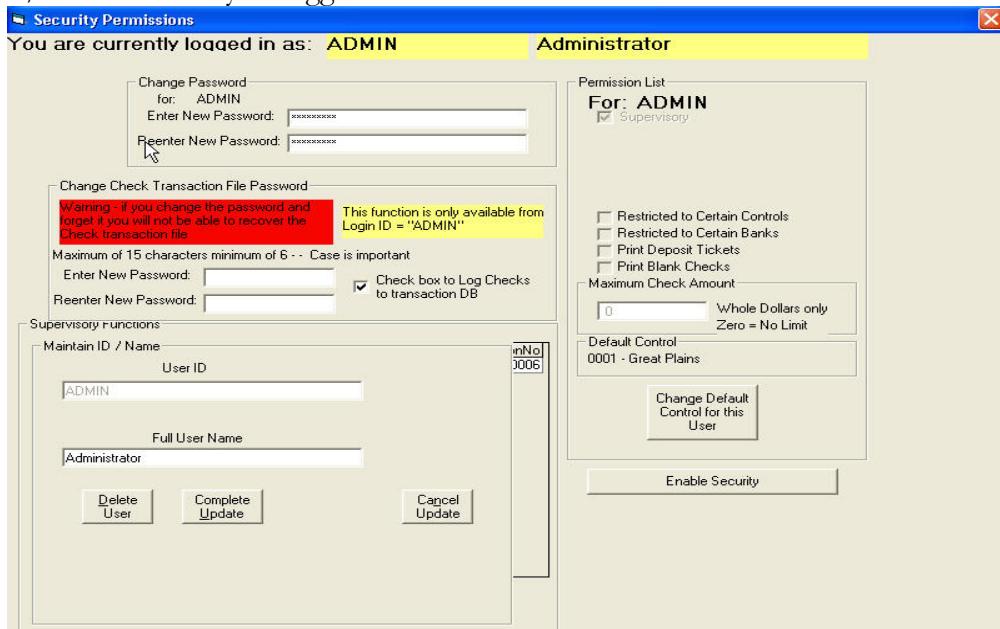 Security Permissions
You are currently logged in as: ADMIN Administrator
Change Password
for: ADMIN
Enter New Password: xxxxxxxxx
Reenter New Password: xxxxxxxxx
Change Check Transaction File Password
Warning - if you change the password and
forget it you will not be able to recover the
Check transaction file
This function is only available from
Login ID = "ADMIN"
Maximum of 15 characters minimum of 6 - - Case is important
Enter New Password:
Reenter New Password:
Check box to Log Checks
to transaction DB
Supervisory Functions
Maintain ID / Name
User ID
ADMIN
Full User Name
Administrator
Delete
User
Complete
Update
Cancel
Update
nNo
0006
Permission List
For: ADMIN
Supervisory
Restricted to Certain Controls
Restricted to Certain Banks
Print Deposit Tickets
Print Blank Checks
Maximum Check Amount
0
Whole Dollars only
Zero = No Limit
Default Control
0001 - Great Plains
Change Default
Control for this
User
Enable Security